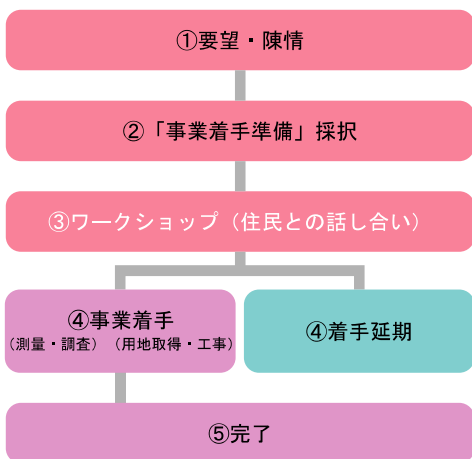 ①要望・陳情
②「事業着手準備」採択
③ワークショップ（住民との話し合い）
④事業着手
（測量・調査）（用地取得・工事）
④着手延期
⑤完了